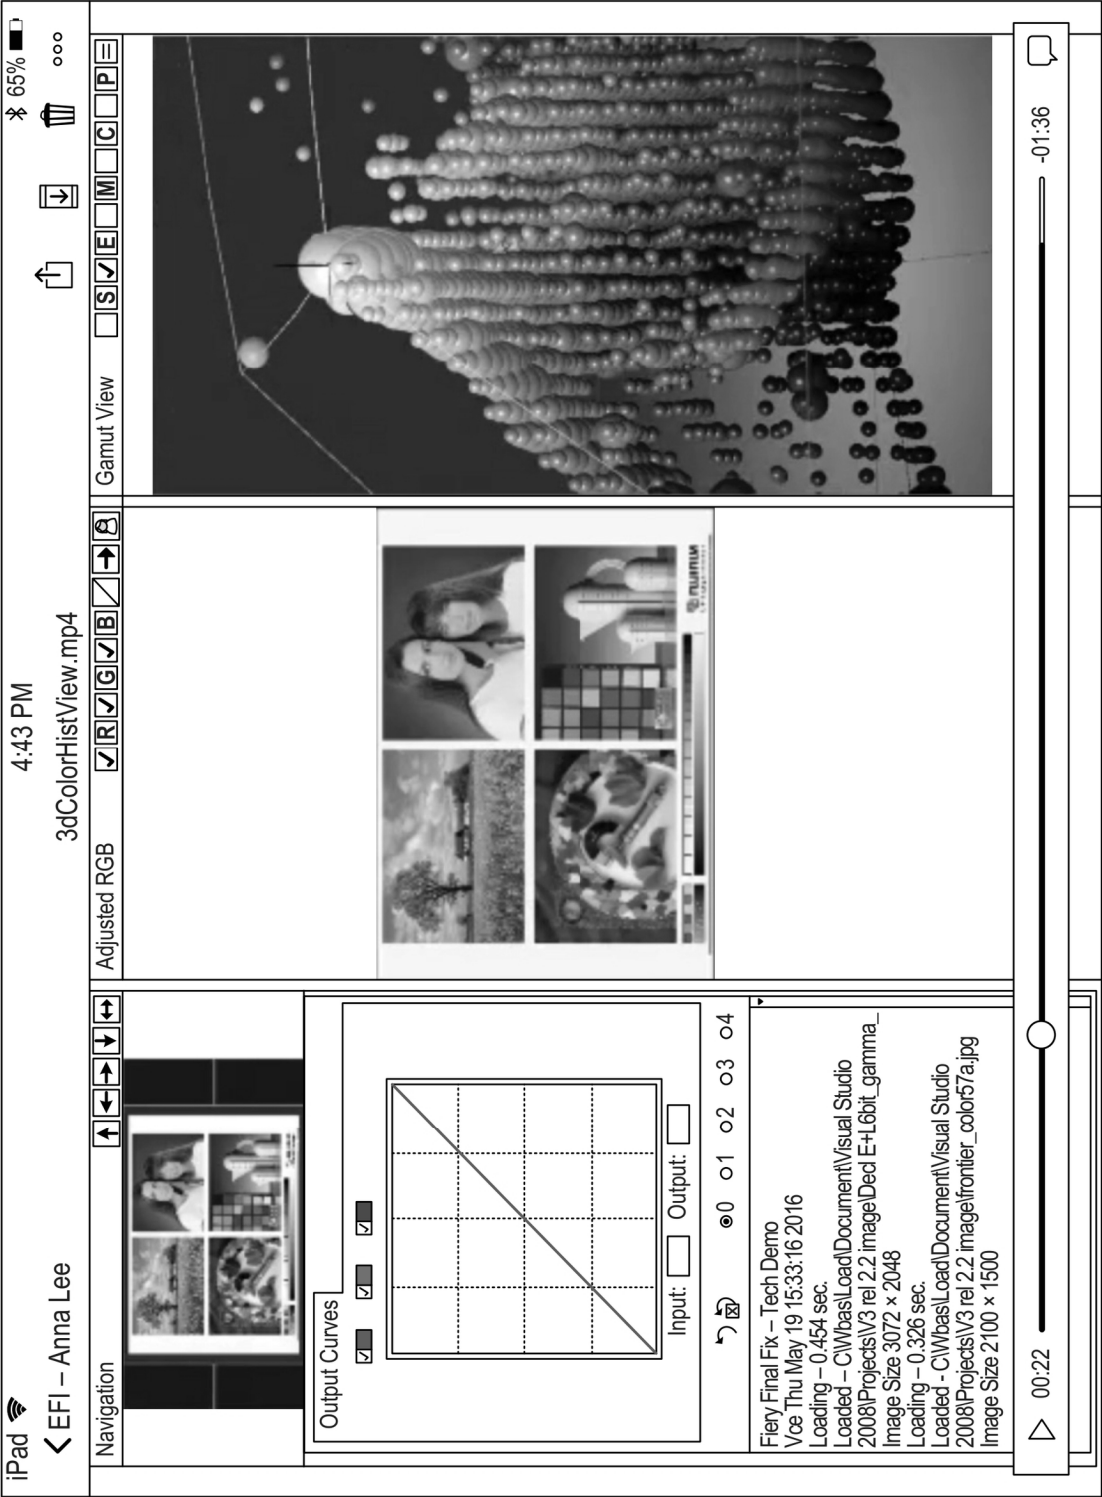 iPad
4:43 PM
65%
EFI – Anna Lee
3dColorHistView.mp4
Navigation
Adjusted RGB
R G B
Gamut View
S E M C P
Output Curves
Input: Output:
0 1 2 3 4
Fiery Final Fix – Tech Demo
Vce Thu May 19 15:33:16 2016
Loading – 0.454 sec.
Loaded – C\Wbas\Load\Document\Visual Studio
2008\Projects\V3 rel 2.2 image\Ded E+L6bit_gamma_
Image Size 3072 × 2048
Loading – 0.326 sec.
Loaded - C\Wbas\Load\Document\Visual Studio
2008\Projects\V3 rel 2.2 image\frontier_color57a.jpg
Image Size 2100 × 1500
FUJIFILM
00:22
-01:36